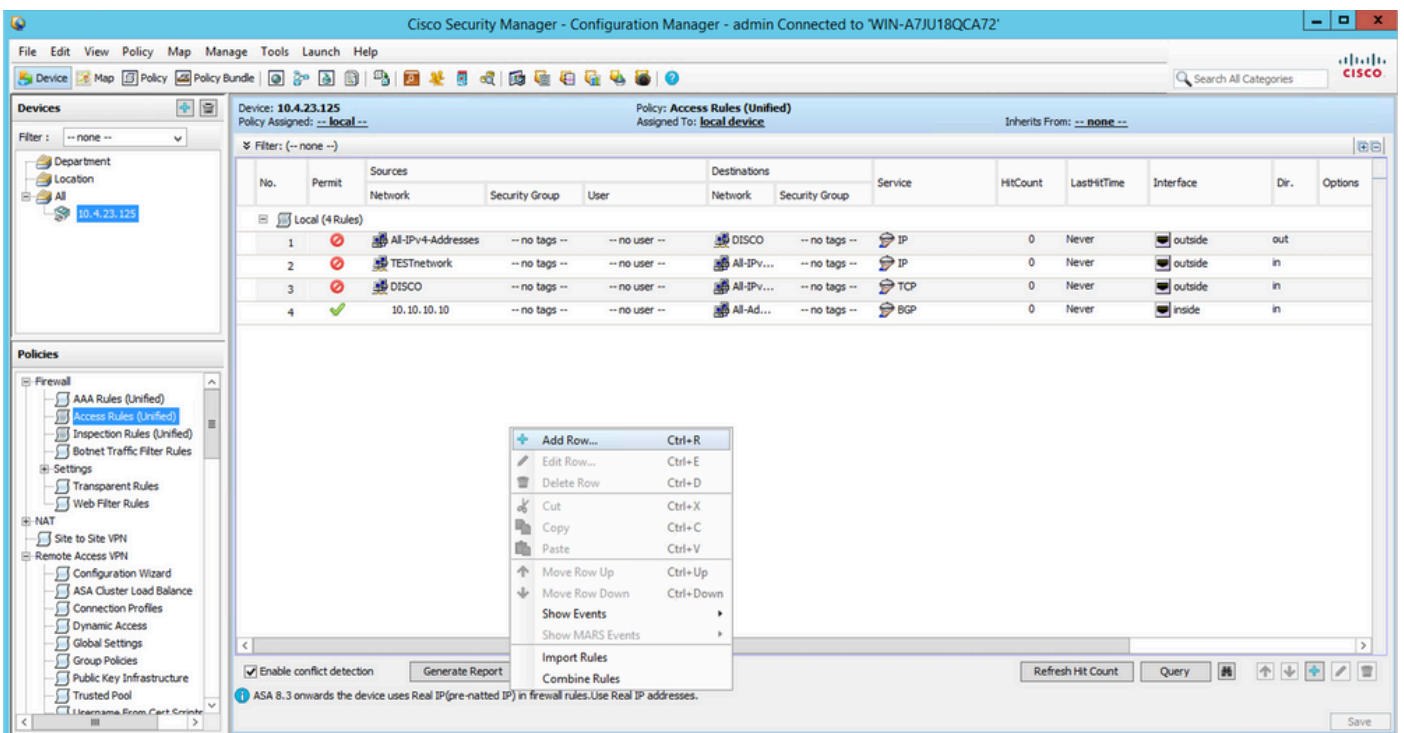 Cisco Security Manager - Configuration Manager - admin Connected to 'WIN-A7JU18QCA72'
File Edit View Policy Map Manage Tools Launch Help
Device Map Policy Policy Bundle Search All Categories CISCO
Devices
Filter : -- none --
Department
Location
All
10.4.23.125
Device: 10.4.23.125 Policy: Access Rules (Unified)
Policy Assigned: -- local -- Assigned To: local device Inherits From: -- none --
Filter: (-- none --)
No. Permit Sources Destinations Service HitCount LastHitTime Interface Dir. Options
Network Security Group User Network Security Group
Local (4 Rules)
1 All-IPv4-Addresses -- no tags -- -- no user -- DISCO -- no tags -- IP 0 Never outside out
2 TESTnetwork -- no tags -- -- no user -- All-IPv... -- no tags -- IP 0 Never outside in
3 DISCO -- no tags -- -- no user -- All-IPv... -- no tags -- TCP 0 Never outside in
4 10.10.10.10 -- no tags -- -- no user -- All-Ad... -- no tags -- BGP 0 Never inside in
Policies
Firewall
AAA Rules (Unified)
Access Rules (Unified)
Inspection Rules (Unified)
Botnet Traffic Filter Rules
Settings
Transparent Rules
Web Filter Rules
NAT
Site to Site VPN
Remote Access VPN
Configuration Wizard
ASA Cluster Load Balance
Connection Profiles
Dynamic Access
Global Settings
Group Policies
Public Key Infrastructure
Trusted Pool
Username From Cert Scripts
Add Row... Ctrl+R
Edit Row... Ctrl+E
Delete Row Ctrl+D
Cut Ctrl+X
Copy Ctrl+C
Paste Ctrl+V
Move Row Up Ctrl+Up
Move Row Down Ctrl+Down
Show Events
Show MARS Events
Import Rules
Combine Rules
Enable conflict detection Generate Report Refresh Hit Count Query
ASA 8.3 onwards the device uses Real IP(pre-natted IP) in firewall rules.Use Real IP addresses.
Save